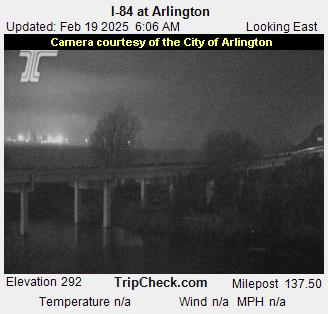 I-84 at Arlington
Updated: Feb 19 2025  6:06 AM Looking East
Camera courtesy of the City of Arlington
Elevation 292 TripCheck.com Milepost 137.50
Temperature n/a Wind n/a MPH n/a